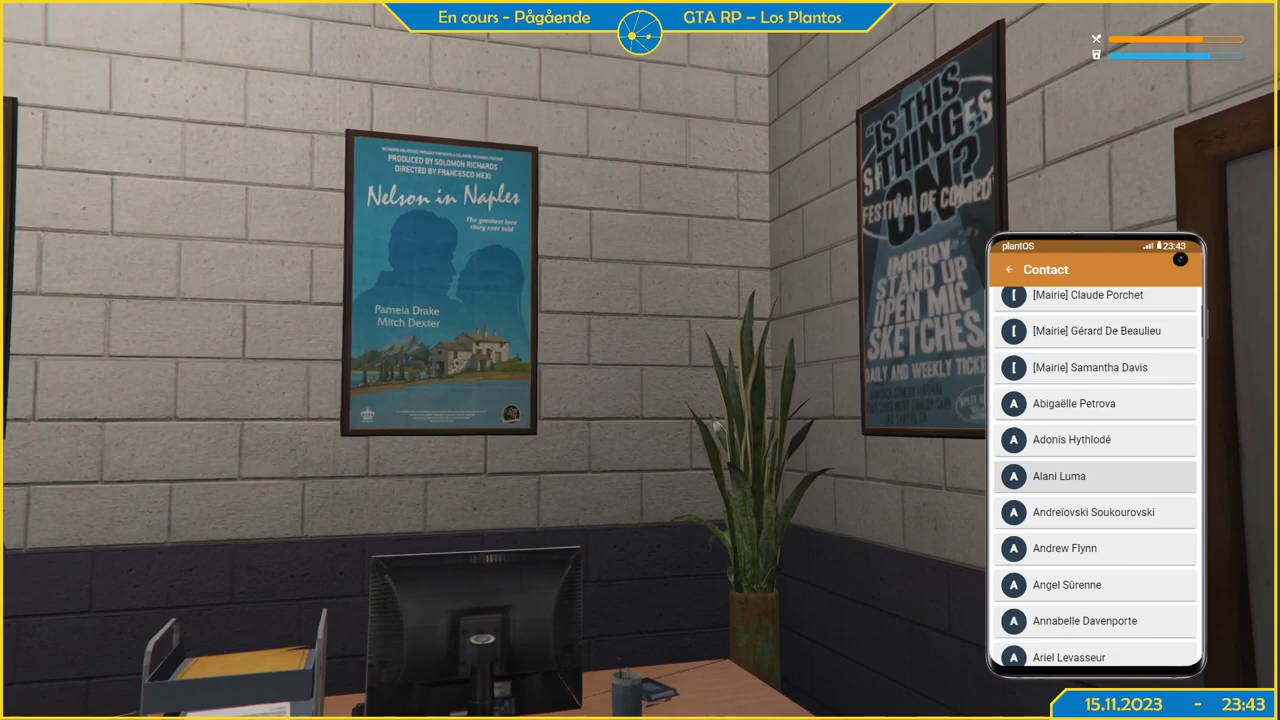 En cours - Pågående
GTA RP – Los Plantos
PRODUCED BY SOLOMON RICHARDS
DIRECTED BY FRANCESCO MEXI
Nelson in Naples
The greatest love
story ever told
Pamela Drake
Mitch Dexter
"IS THIS
THING
ON?
FESTIVAL OF COMED
IMPROV
STAND UP
OPEN MIC
SKETCHES
DAILY AND WEEKLY TICKE
plantOS
23:43
Contact
[ [Mairie] Claude Porchet
[ [Mairie] Gérard De Beaulieu
[ [Mairie] Samantha Davis
A Abigaëlle Petrova
A Adonis Hythlodé
A Alani Luma
A Andreïovski Soukourovski
A Andrew Flynn
A Angel Sürenne
A Annabelle Davenporte
A Ariel Levasseur
15.11.2023 - 23:43